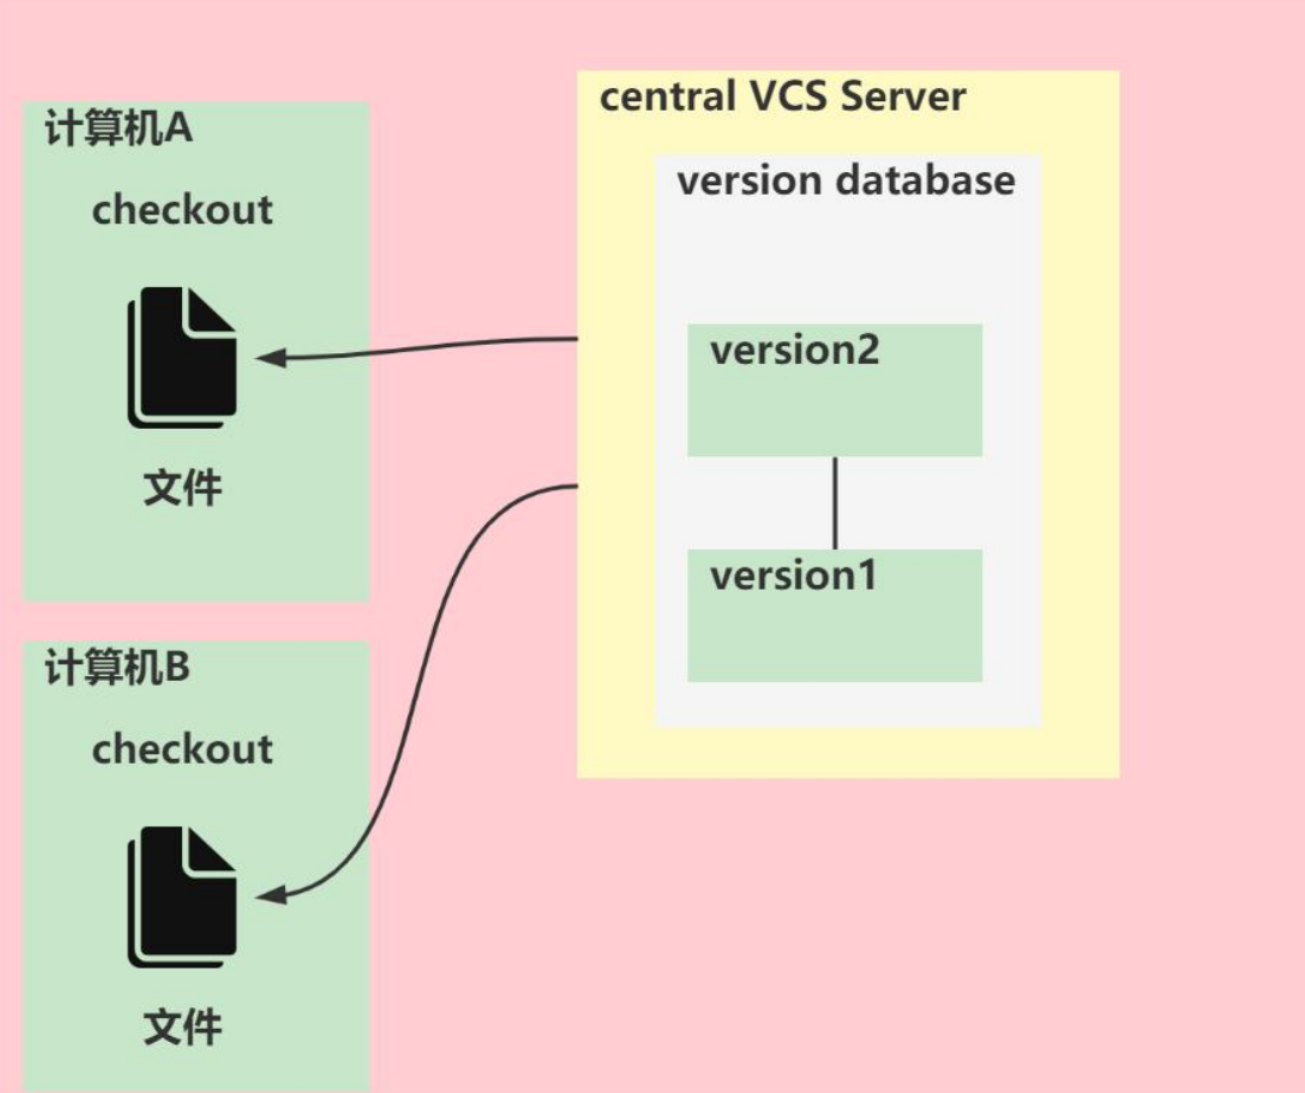 计算机A
checkout
文件
计算机B
checkout
文件
central VCS Server
version database
version2
version1